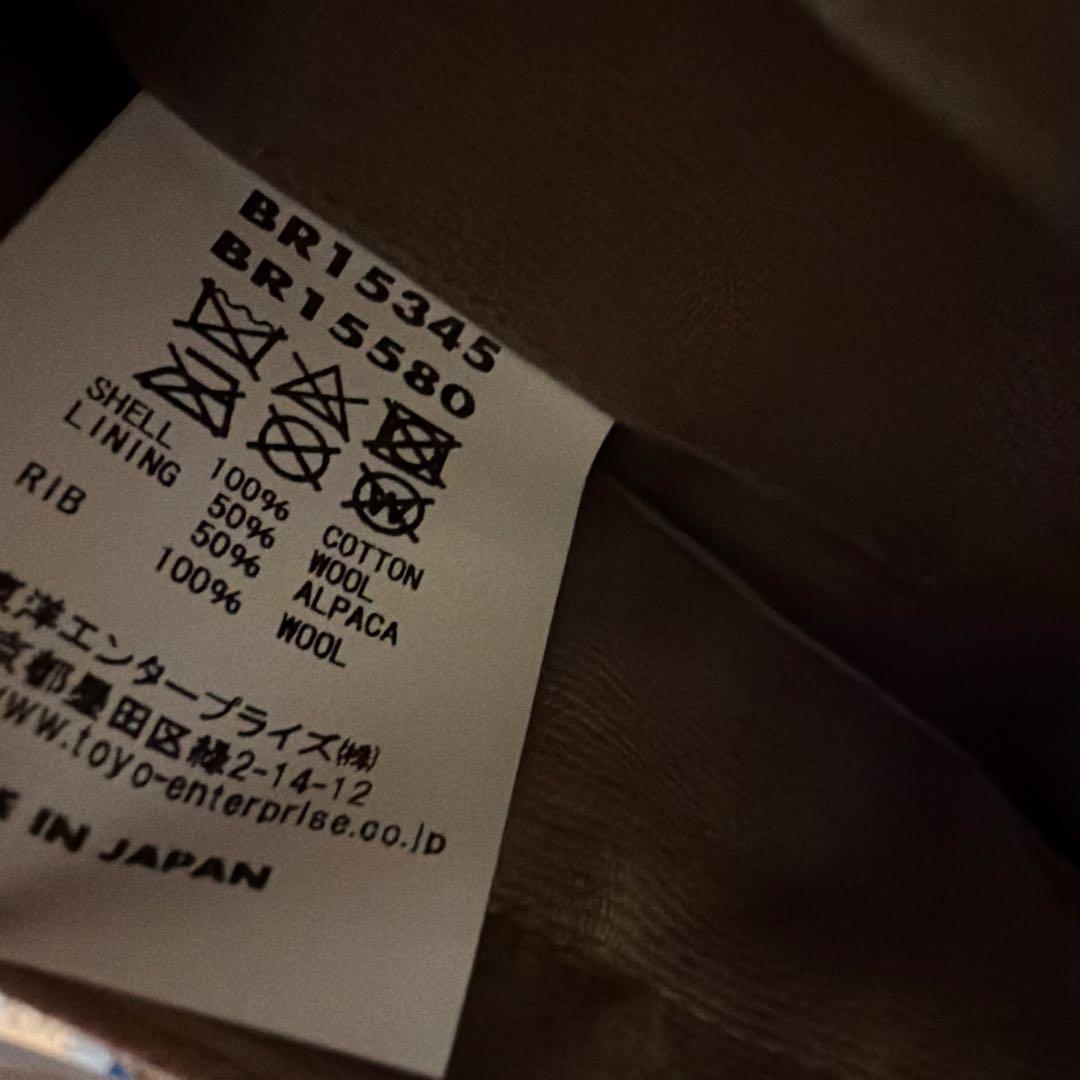 BR15345
BR15580
SHELL 100% COTTON
LINING 50% WOOL
50% ALPACA
RIB 100% WOOL
東洋エンタープライズ(株)
京都墨田区緑2-14-12
www.toyo-enterprise.co.jp
IN JAPAN